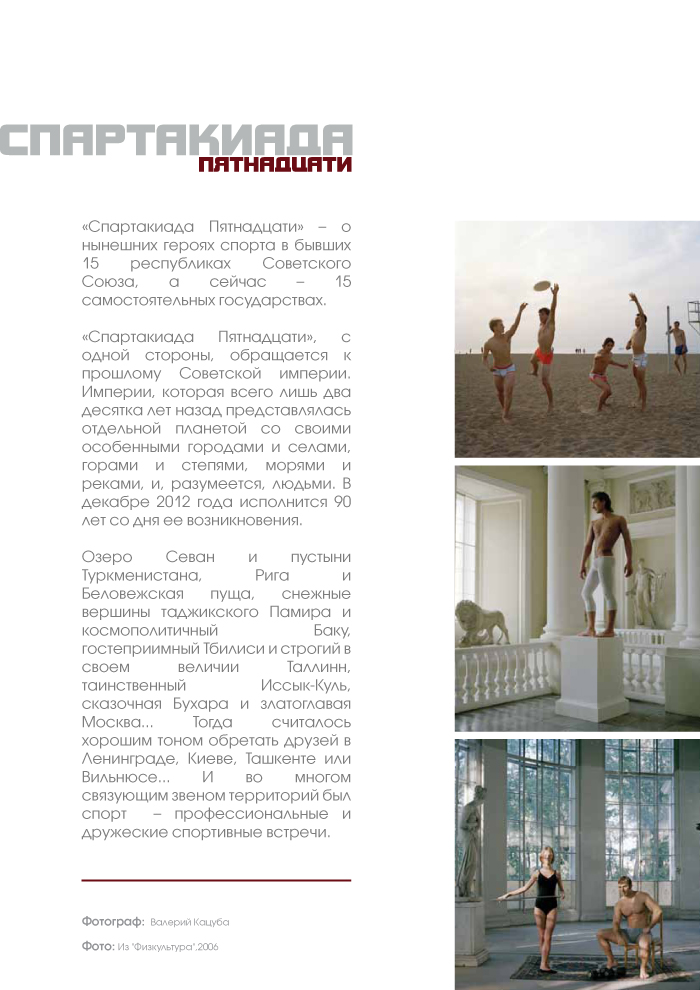 СПАРТАКИАДА
ПЯТНАДЦАТИ
«Спартакиада Пятнадцати» – о
нынешних героях спорта в бывших
15 республиках Советского
Союза, а сейчас – 15
самостоятельных государствах.
«Спартакиада Пятнадцати», с
одной стороны, обращается к
прошлому Советской империи.
Империи, которая всего лишь два
десятка лет назад представлялась
отдельной планетой со своими
особенными городами и селами,
горами и степями, морями и
реками, и, разумеется, людьми. В
декабре 2012 года исполнится 90
лет со дня ее возникновения.
Озеро Севан и пустыни
Туркменистана, Рига и
Беловежская пуща, снежные
вершины таджикского Памира и
космополитичный Баку,
гостеприимный Тбилиси и строгий в
своем величии Таллинн,
таинственный Иссык-Куль,
сказочная Бухара и златоглавая
Москва... Тогда считалось
хорошим тоном обретать друзей в
Ленинграде, Киеве, Ташкенте или
Вильнюсе... И во многом
связующим звеном территорий был
спорт – профессиональные и
дружеские спортивные встречи.
Фотограф: Валерий Кацуба
Фото: Из "Физкультура",2006